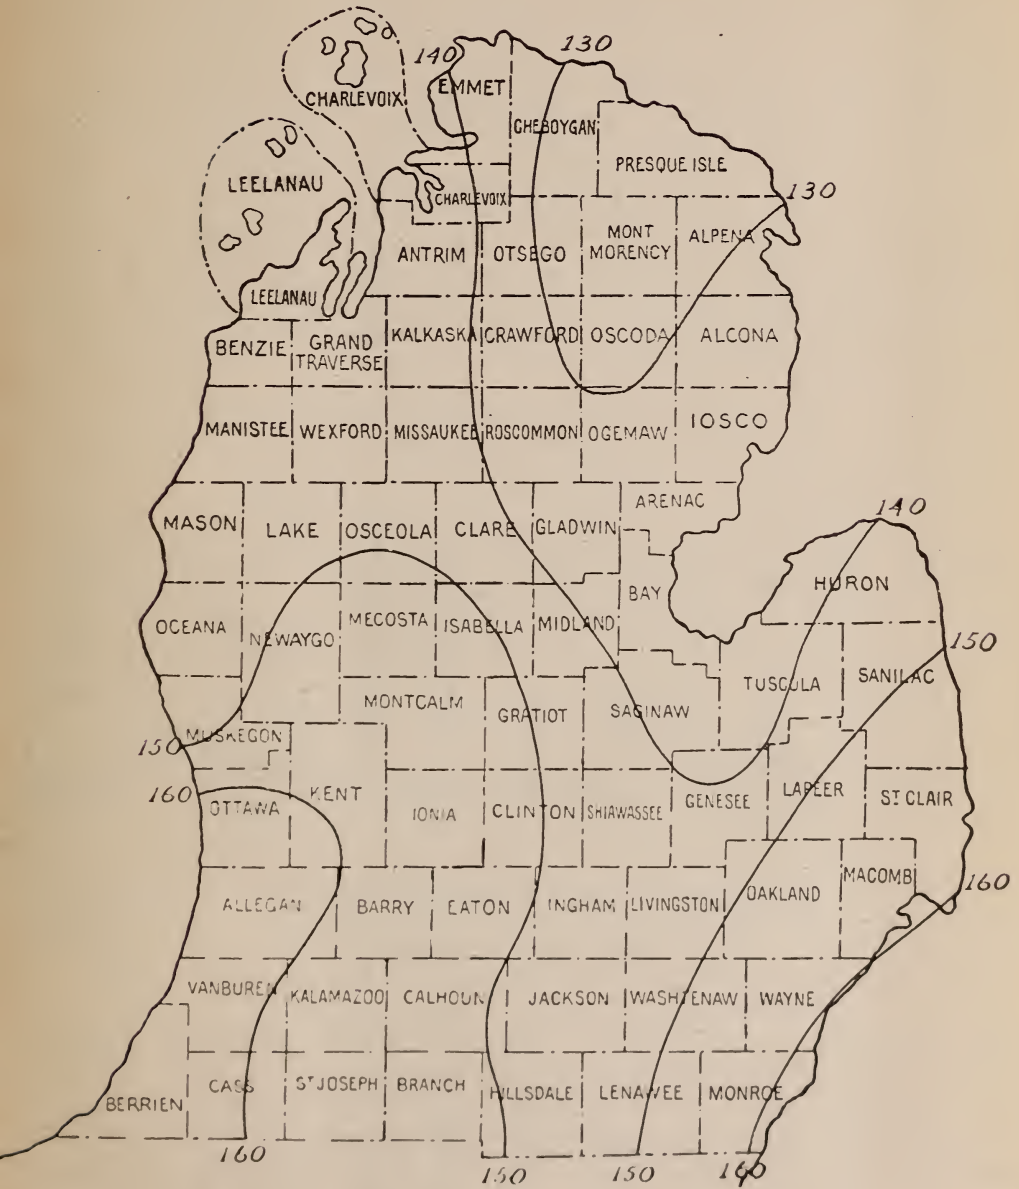 130
140
EMMET
CHARLEVOIX
CHEBOYGAN
PRESQUE ISLE
LEELANAU
130
CHARLEVOIX
MONT
MORENCY
ALPENA
ANTRIM
OTSEGO
LEELANAU
BENZIE
GRAND
TRAVERSE
KALKASKA
CRAWFORD
OSCODA
ALCONA
MANISTEE
WEXFORD
MISSAUKEE
ROSCOMMON
OGEMAW
IOSCO
ARENAC
140
MASON
LAKE
OSCEOLA
CLARE
GLADWIN
HURON
BAY
OCEANA
NEWAYGO
MECOSTA
ISABELLA
MIDLAND
150
TUSCULA
SANILAC
MONTCALM
GRATIOT
SAGINAW
MUSKEGON
150
160
OTTAWA
KENT
IONIA
CLINTON
SHIAWASSEE
GENESEE
LAPEER
ST CLAIR
MACOMB
160
ALLEGAN
BARRY
EATON
INGHAM
LIVINGSTON
OAKLAND
VANBUREN
KALAMAZOO
CALHOUN
JACKSON
WASHTENAW
WAYNE
BERRIEN
CASS
ST JOSEPH
BRANCH
HILLSDALE
LENAWEE
MONROE
160
150
150
160